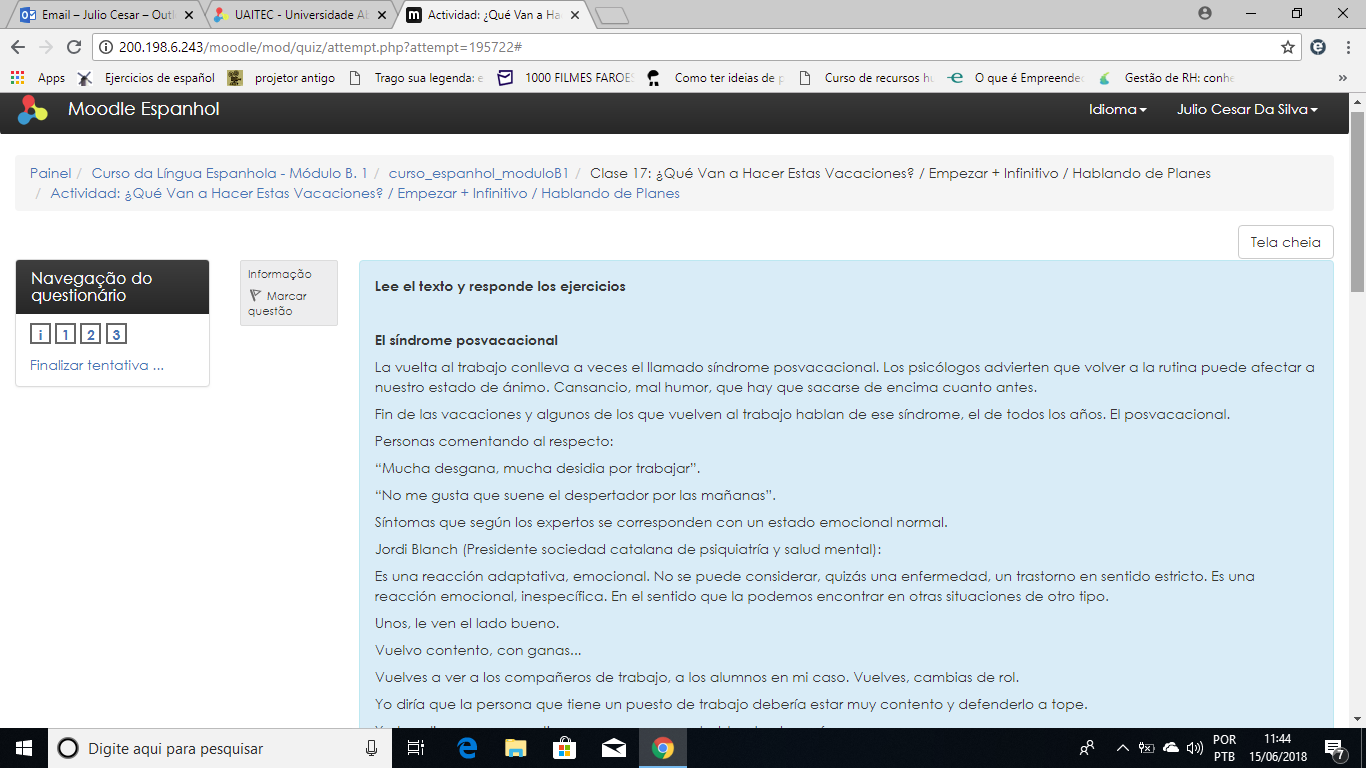 Email – Julio Cesar – Outl
UAITEC - Universidade Ab
Actividad: ¿Qué Van a Ha
200.198.6.243/moodle/mod/quiz/attempt.php?attempt=195722#
Apps
Ejercicios de español
projetor antigo
Trago sua legenda: e
1000 FILMES FAROES
Como ter ideias de p
Curso de recursos hu
O que é Empreende
Gestão de RH: conhe
Moodle Espanhol
Idioma
Julio Cesar Da Silva
Painel / Curso da Língua Espanhola - Módulo B. 1 / curso_espanhol_moduloB1 / Clase 17: ¿Qué Van a Hacer Estas Vacaciones? / Empezar + Infinitivo / Hablando de Planes
/ Actividad: ¿Qué Van a Hacer Estas Vacaciones? / Empezar + Infinitivo / Hablando de Planes
Tela cheia
Navegação do
questionário
i 1 2 3
Finalizar tentativa ...
Informação
Marcar
questão
Lee el texto y responde los ejercicios
El síndrome posvacacional
La vuelta al trabajo conlleva a veces el llamado síndrome posvacacional. Los psicólogos advierten que volver a la rutina puede afectar a
nuestro estado de ánimo. Cansancio, mal humor, que hay que sacarse de encima cuanto antes.
Fin de las vacaciones y algunos de los que vuelven al trabajo hablan de ese síndrome, el de todos los años. El posvacacional.
Personas comentando al respecto:
“Mucha desgana, mucha desidia por trabajar”.
“No me gusta que suene el despertador por las mañanas”.
Síntomas que según los expertos se corresponden con un estado emocional normal.
Jordi Blanch (Presidente sociedad catalana de psiquiatría y salud mental):
Es una reacción adaptativa, emocional. No se puede considerar, quizás una enfermedad, un trastorno en sentido estricto. Es una
reacción emocional, inespecífica. En el sentido que la podemos encontrar en otras situaciones de otro tipo.
Unos, le ven el lado bueno.
Vuelvo contento, con ganas...
Vuelves a ver a los compañeros de trabajo, a los alumnos en mi caso. Vuelves, cambias de rol.
Yo diría que la persona que tiene un puesto de trabajo debería estar muy contento y defenderlo a tope.
Digite aqui para pesquisar
POR
PTB
11:44
15/06/2018
7